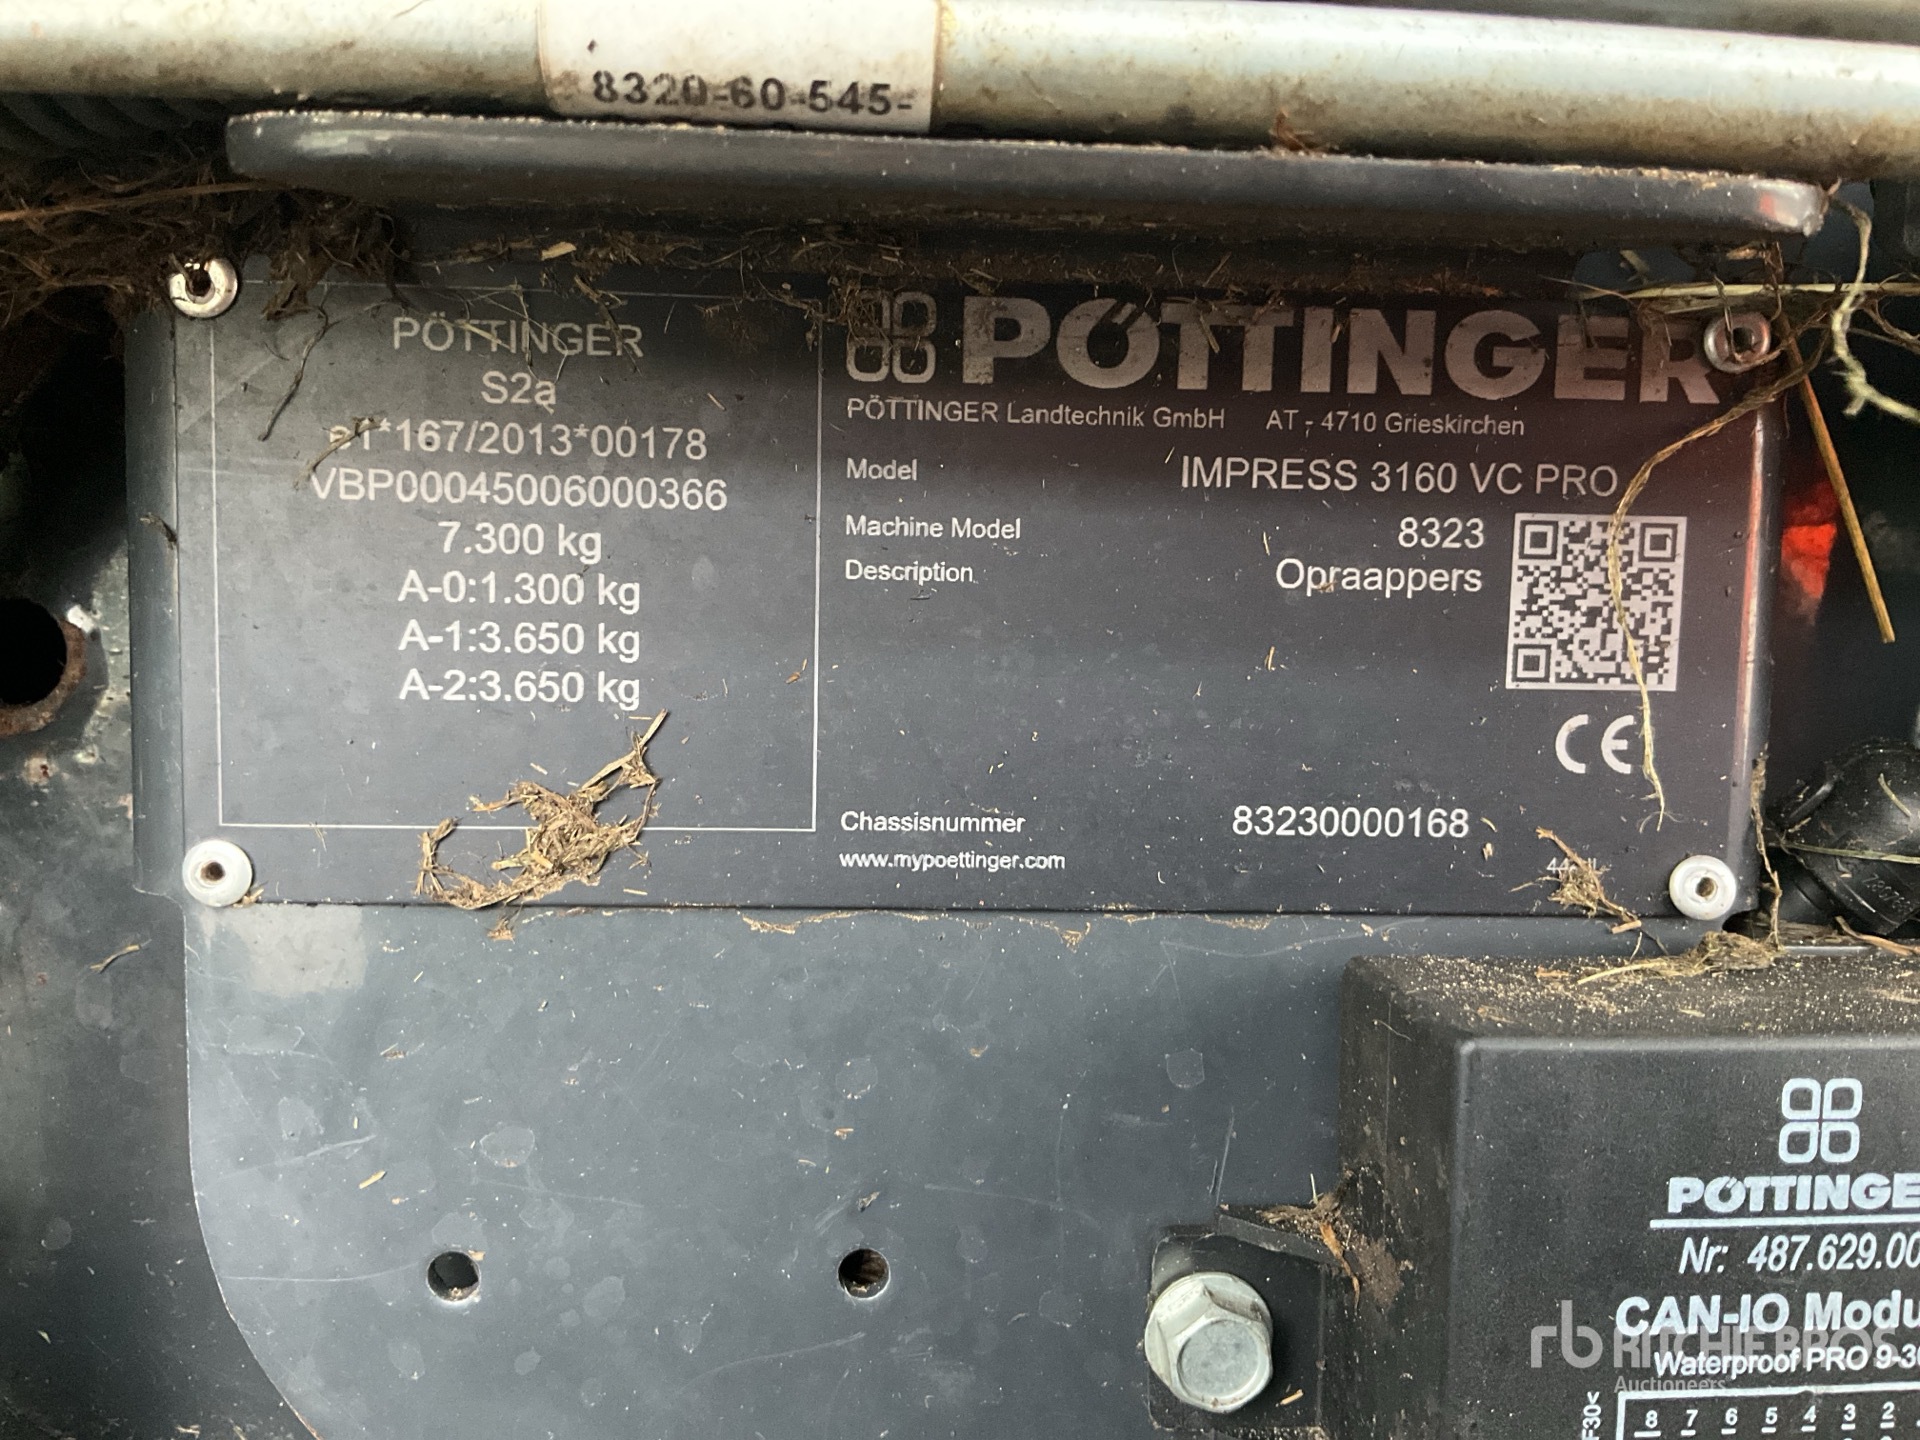 8320-60-545-
PÖTTINGER
S2a
e1*167/2013*00178
VBP00045006000366
7.300 kg
A-0:1.300 kg
A-1:3.650 kg
A-2:3.650 kg
PÖTTINGER
PÖTTINGER Landtechnik GmbH AT - 4710 Grieskirchen
Model IMPRESS 3160 VC PRO
Machine Model 8323
Description Opraappers
CE
Chassisnummer 83230000168
www.mypoettinger.com
PÖTTINGE
Nr: 487.629.00
CAN-IO Modu
rb RITCHIE BROS
Waterproof PRO 9-30
Auctioneers
F30<
8 7 6 5 4 3 2